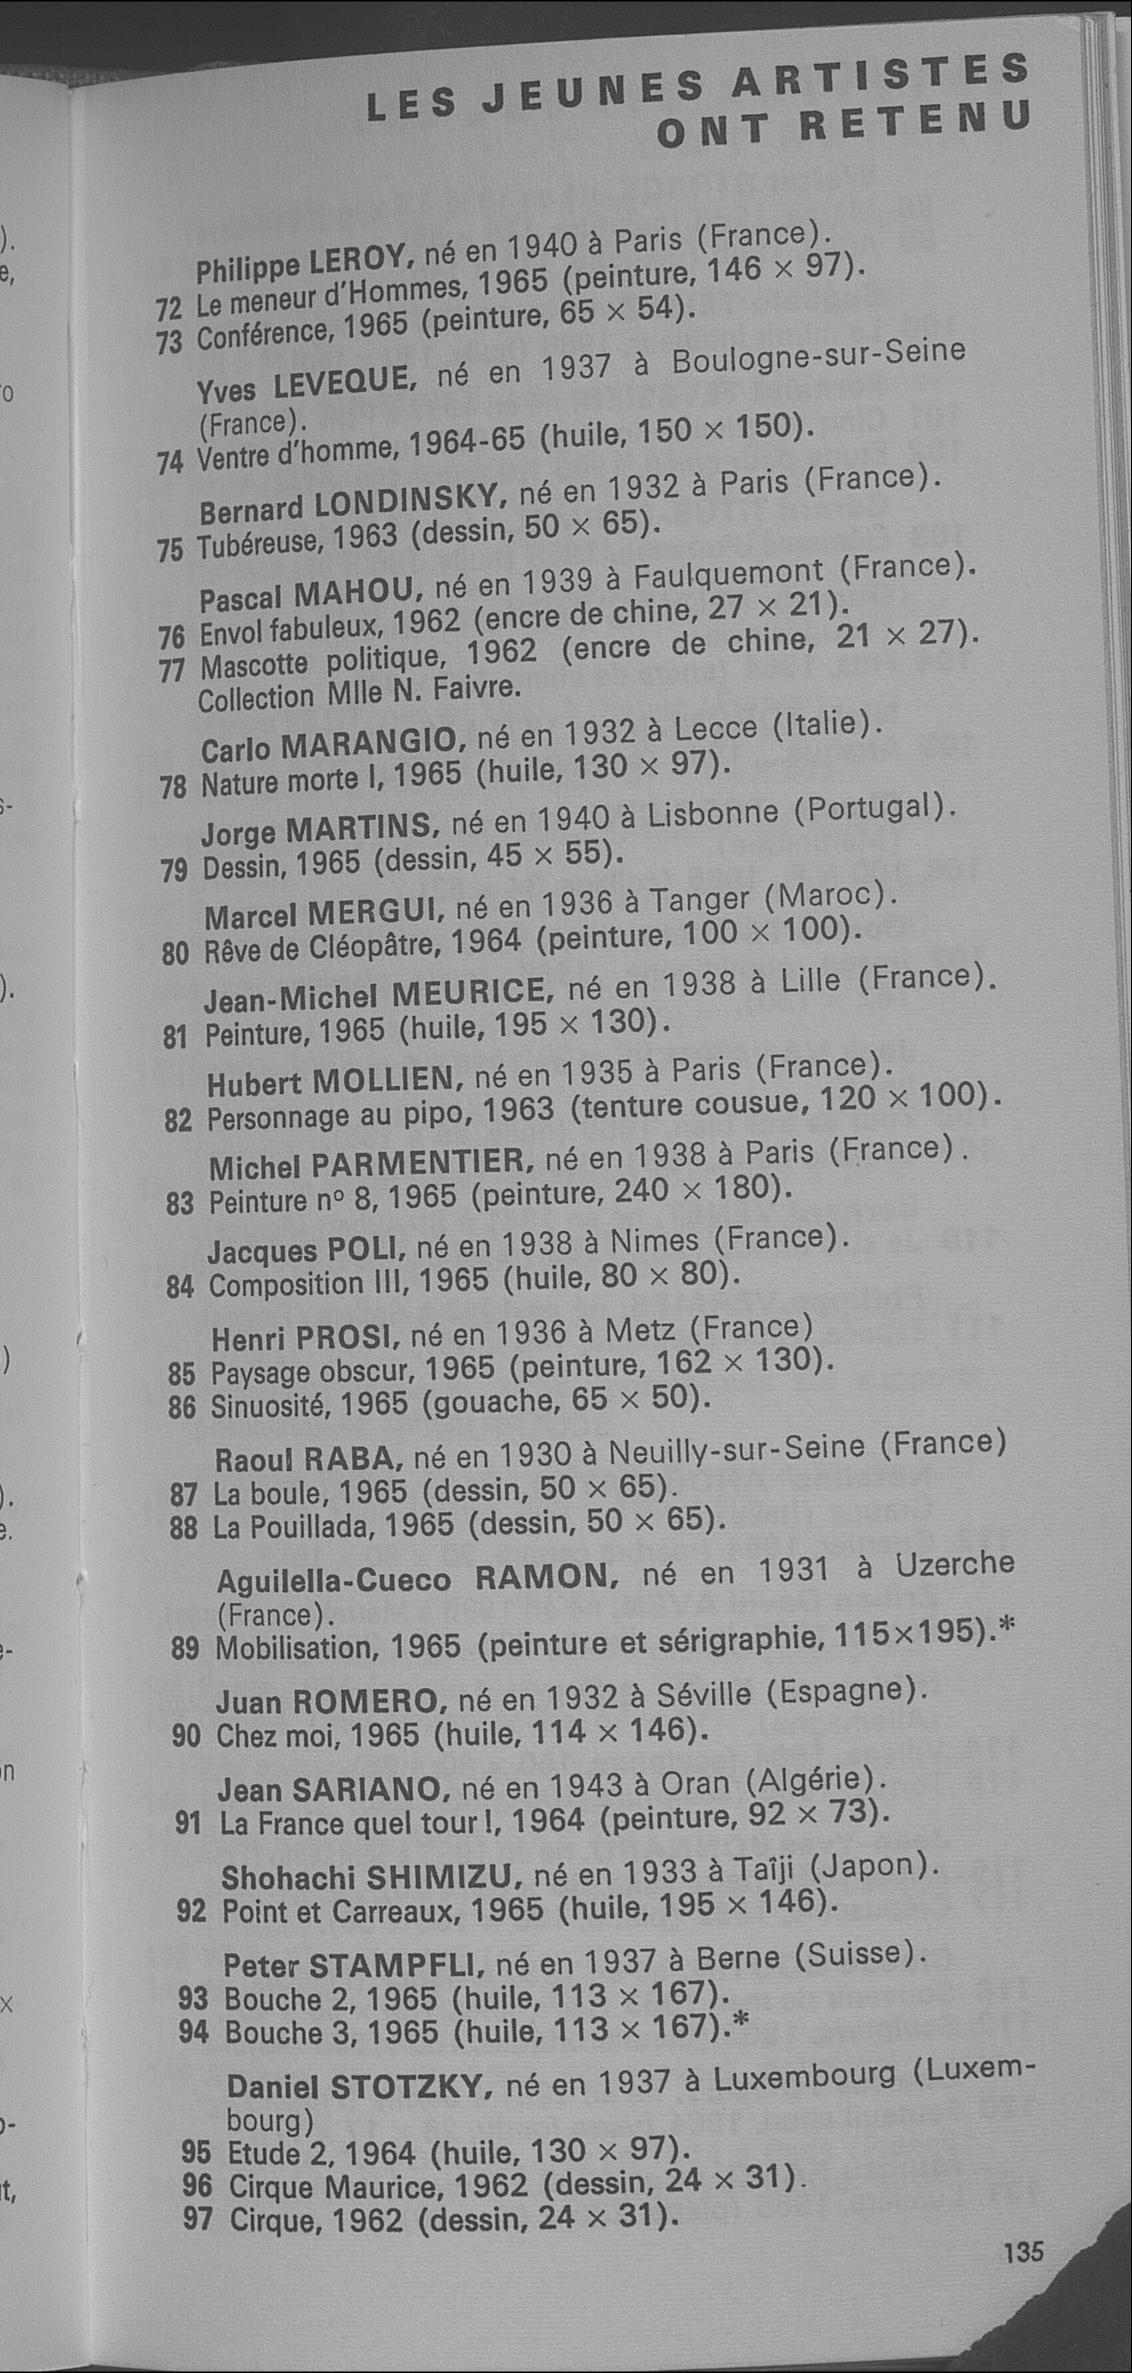 LES JEUNES ARTISTES
ONT RETENU
Philippe LEROY, né en 1940 à Paris (France).
72 Le meneur d'Hommes, 1965 (peinture, 146 × 97).
73 Conférence, 1965 (peinture, 65 × 54).
Yves LEVEQUE, né en 1937 à Boulogne-sur-Seine
(France).
74 Ventre d'homme, 1964-65 (huile, 150 × 150).
Bernard LONDINSKY, né en 1932 à Paris (France).
75 Tubéreuse, 1963 (dessin, 50 × 65).
Pascal MAHOU, né en 1939 à Faulquemont (France).
76 Envol fabuleux, 1962 (encre de chine, 27 × 21).
77 Mascotte politique, 1962 (encre de chine, 21 × 27).
Collection Mlle N. Faivre.
Carlo MARANGIO, né en 1932 à Lecce (Italie).
78 Nature morte I, 1965 (huile, 130 × 97).
Jorge MARTINS, né en 1940 à Lisbonne (Portugal).
79 Dessin, 1965 (dessin, 45 × 55).
Marcel MERGUI, né en 1936 à Tanger (Maroc).
80 Rêve de Cléopâtre, 1964 (peinture, 100 × 100).
Jean-Michel MEURICE, né en 1938 à Lille (France).
81 Peinture, 1965 (huile, 195 × 130).
Hubert MOLLIEN, né en 1935 à Paris (France).
82 Personnage au pipo, 1963 (tenture cousue, 120 × 100).
Michel PARMENTIER, né en 1938 à Paris (France).
83 Peinture nº 8, 1965 (peinture, 240 × 180).
Jacques POLI, né en 1938 à Nimes (France).
84 Composition III, 1965 (huile, 80 × 80).
Henri PROSI, né en 1936 à Metz (France)
85 Paysage obscur, 1965 (peinture, 162 × 130).
86 Sinuosité, 1965 (gouache, 65 × 50).
Raoul RABA, né en 1930 à Neuilly-sur-Seine (France)
87 La boule, 1965 (dessin, 50 × 65).
88 La Pouillada, 1965 (dessin, 50 × 65).
Aguilella-Cueco RAMON, né en 1931 à Uzerche
(France).
89 Mobilisation, 1965 (peinture et sérigraphie, 115×195).*
Juan ROMERO, né en 1932 à Séville (Espagne).
90 Chez moi, 1965 (huile, 114 × 146).
Jean SARIANO, né en 1943 à Oran (Algérie).
91 La France quel tour !, 1964 (peinture, 92 × 73).
Shohachi SHIMIZU, né en 1933 à Taîji (Japon).
92 Point et Carreaux, 1965 (huile, 195 × 146).
Peter STAMPFLI, né en 1937 à Berne (Suisse).
93 Bouche 2, 1965 (huile, 113 × 167).
94 Bouche 3, 1965 (huile, 113 × 167).*
Daniel STOTZKY, né en 1937 à Luxembourg (Luxem-
bourg)
95 Etude 2, 1964 (huile, 130 × 97).
96 Cirque Maurice, 1962 (dessin, 24 × 31).
97 Cirque, 1962 (dessin, 24 × 31).
135